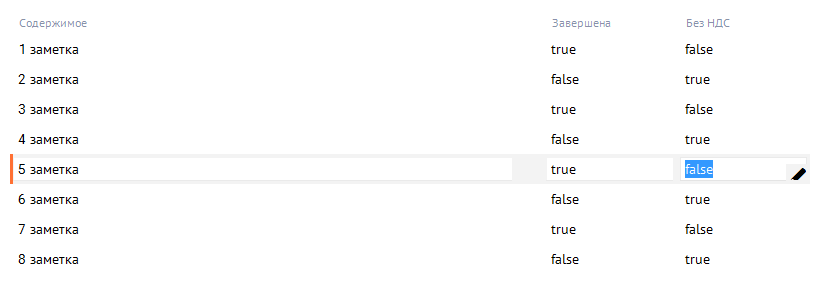 Содержимое Завершена Без НДС
1 заметка true false
2 заметка false true
3 заметка true false
4 заметка false true
5 заметка true false
6 заметка false true
7 заметка true false
8 заметка false true